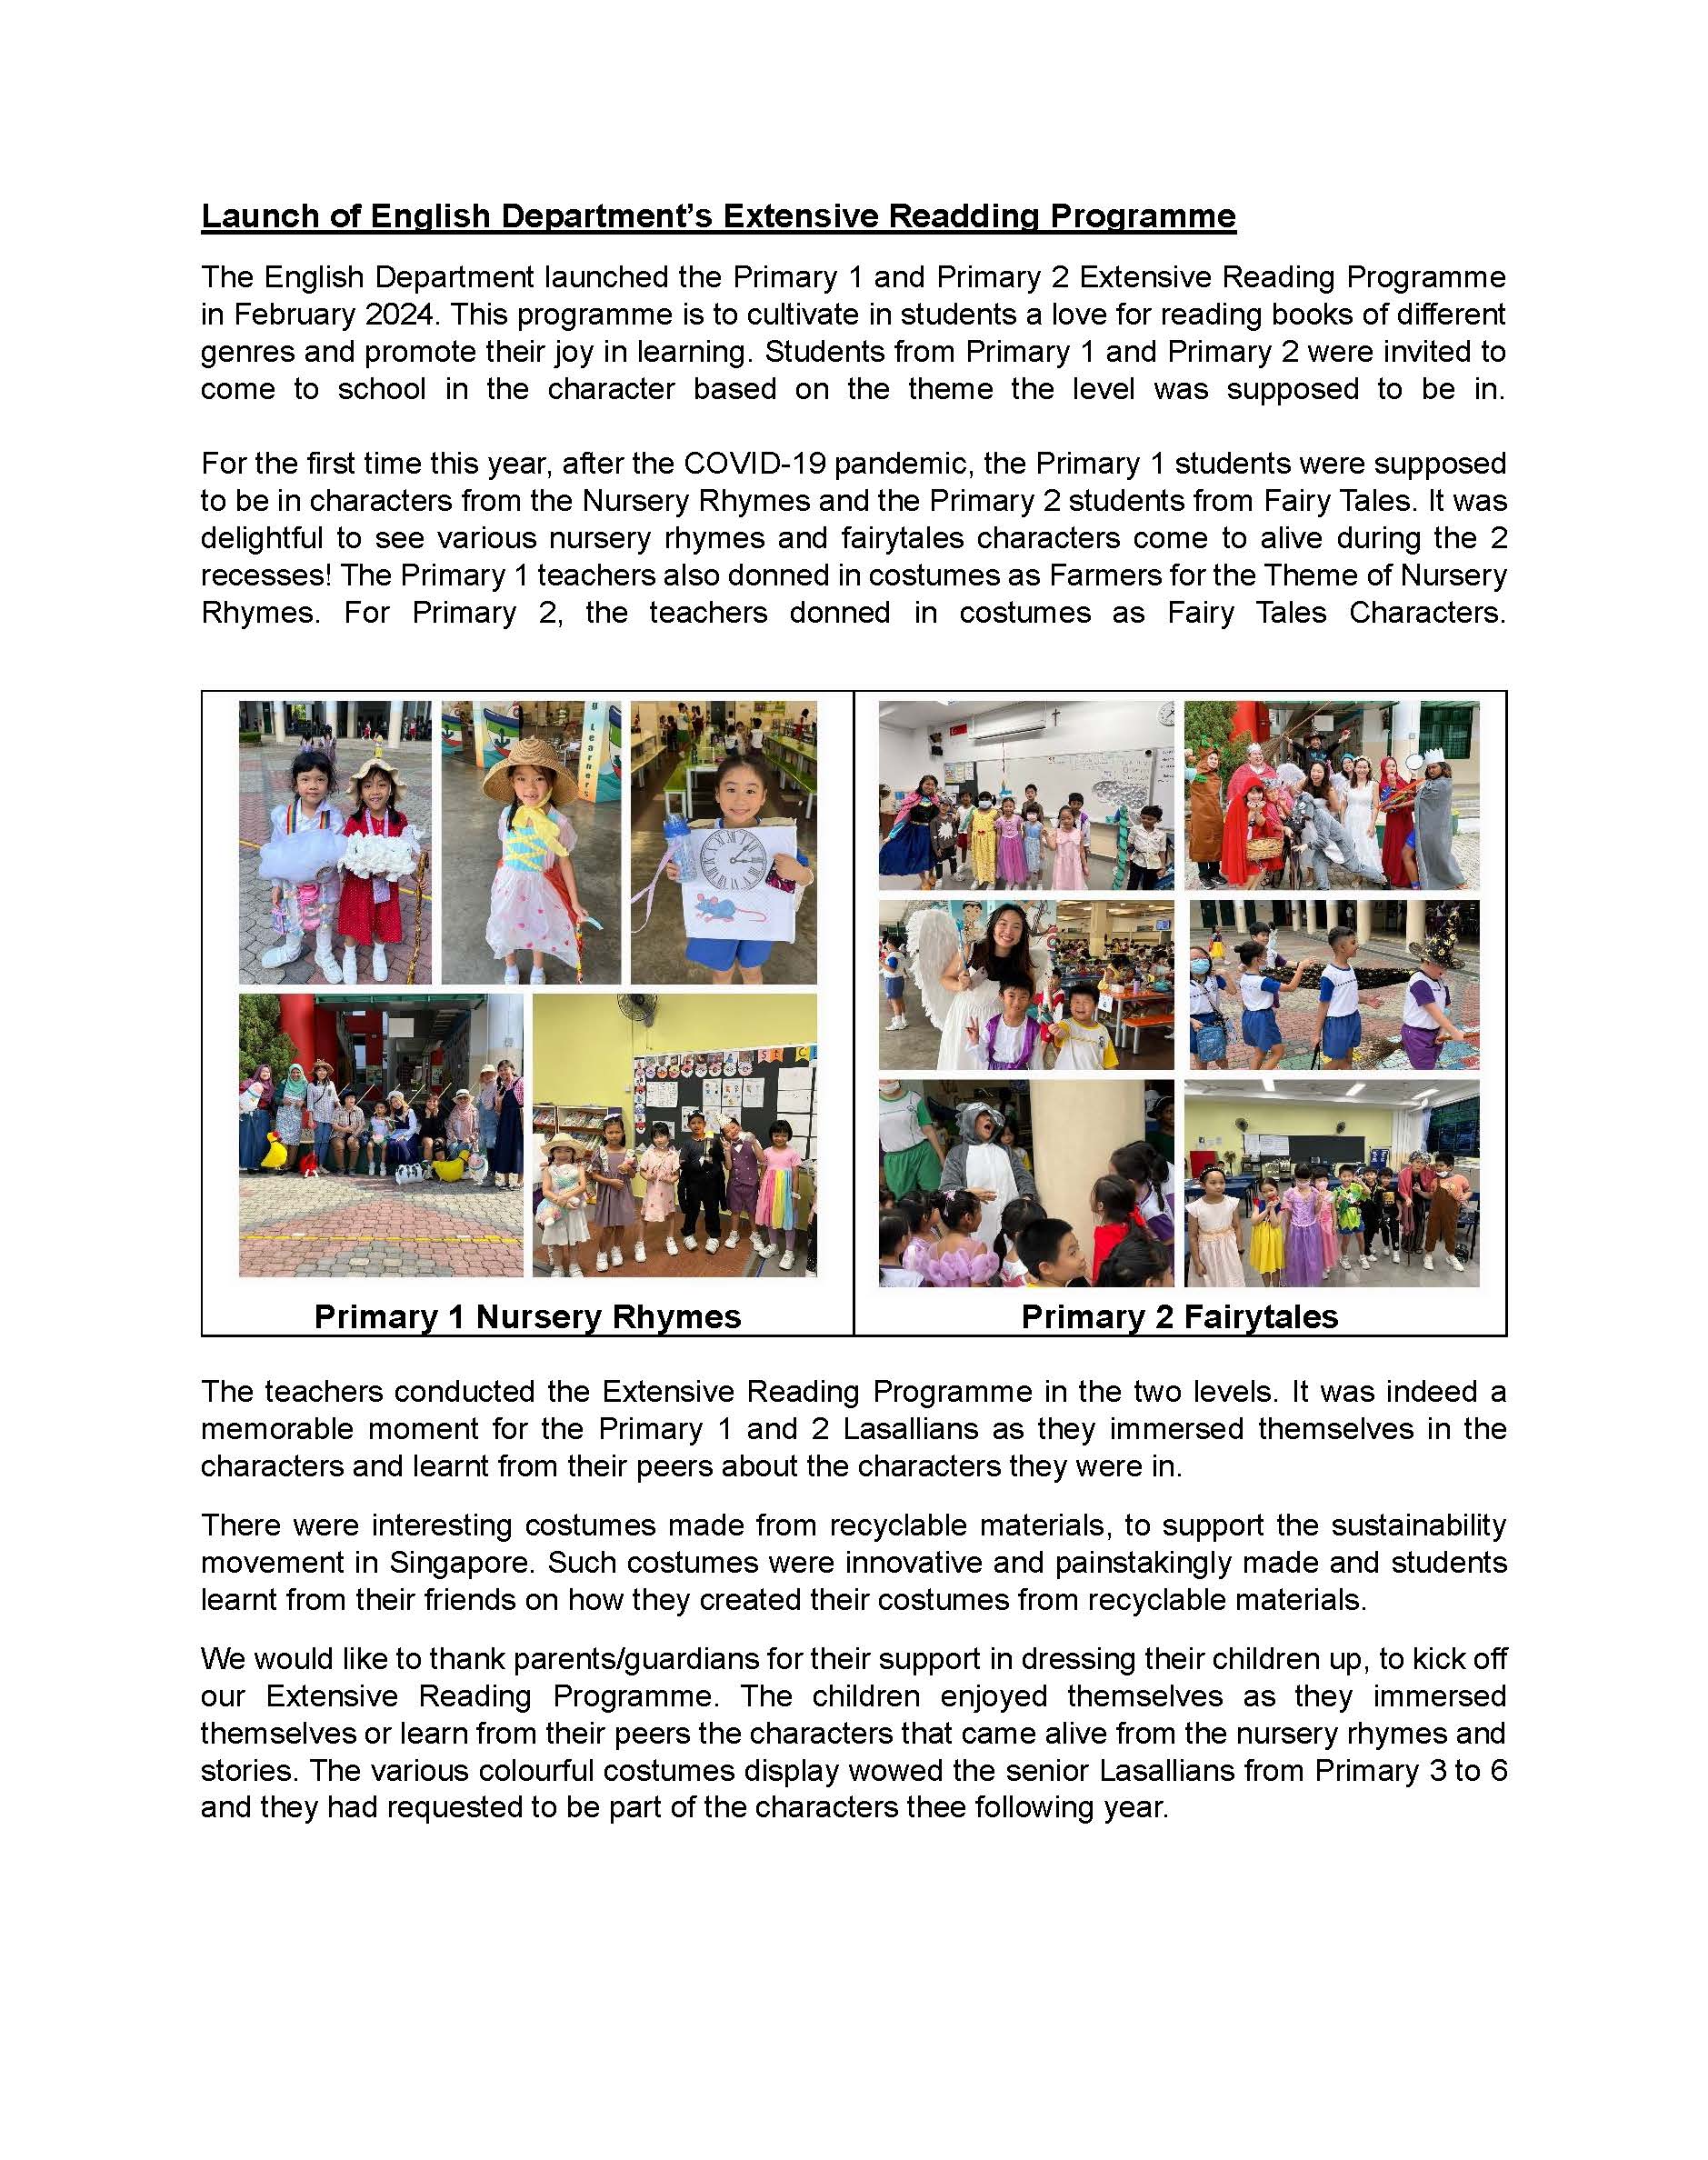 Launch of English Department’s Extensive Readding Programme
The English Department launched the Primary 1 and Primary 2 Extensive Reading Programme
in February 2024. This programme is to cultivate in students a love for reading books of different
genres and promote their joy in learning. Students from Primary 1 and Primary 2 were invited to
come to school in the character based on the theme the level was supposed to be in.
For the first time this year, after the COVID-19 pandemic, the Primary 1 students were supposed
to be in characters from the Nursery Rhymes and the Primary 2 students from Fairy Tales. It was
delightful to see various nursery rhymes and fairytales characters come to alive during the 2
recesses! The Primary 1 teachers also donned in costumes as Farmers for the Theme of Nursery
Rhymes. For Primary 2, the teachers donned in costumes as Fairy Tales Characters.
g Learners
Primary 1 Nursery Rhymes
Primary 2 Fairytales
The teachers conducted the Extensive Reading Programme in the two levels. It was indeed a
memorable moment for the Primary 1 and 2 Lasallians as they immersed themselves in the
characters and learnt from their peers about the characters they were in.
There were interesting costumes made from recyclable materials, to support the sustainability
movement in Singapore. Such costumes were innovative and painstakingly made and students
learnt from their friends on how they created their costumes from recyclable materials.
We would like to thank parents/guardians for their support in dressing their children up, to kick off
our Extensive Reading Programme. The children enjoyed themselves as they immersed
themselves or learn from their peers the characters that came alive from the nursery rhymes and
stories. The various colourful costumes display wowed the senior Lasallians from Primary 3 to 6
and they had requested to be part of the characters thee following year.